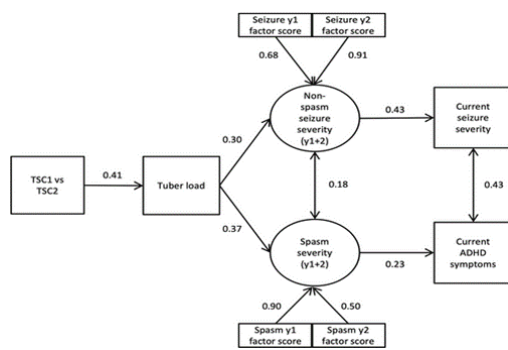 Seizure y1
factor score
Seizure y2
factor score
0.68
0.91
Non-
spasm
seizure
severity
(y1+2)
0.43
Current
seizure
severity
0.30
TSC1 vs
TSC2
0.41
Tuber load
0.18
0.43
0.37
Spasm
severity
(y1+2)
0.23
Current
ADHD
symptoms
0.90
0.50
Spasm y1
factor score
Spasm y2
factor score